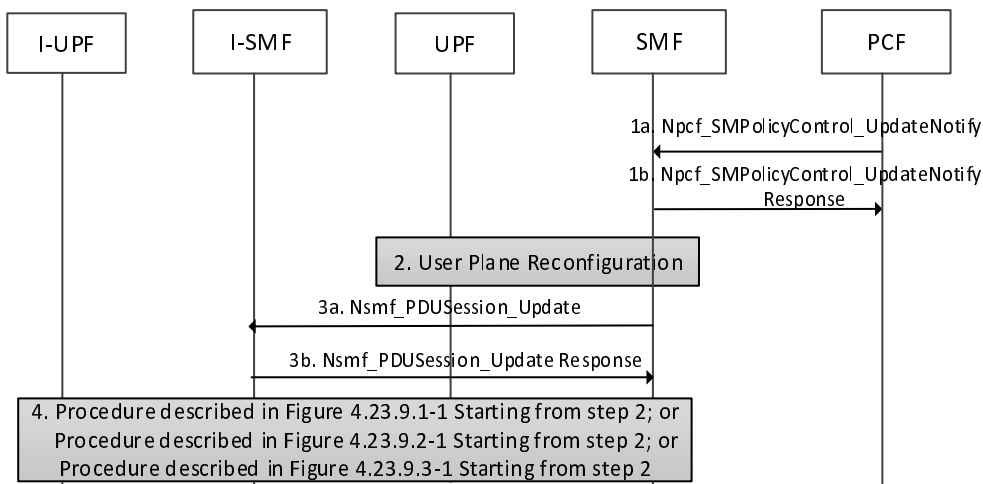 I-UPF
I-SMF
UPF
SMF
PCF
1a. Npcf_SMPolicyControl_UpdateNotify
1b. Npcf_SMPolicyControl_UpdateNotify
Response
2. User Plane Reconfiguration
3a. Nsmf_PDUSession_Update
3b. Nsmf_PDUSession_Update Response
4. Procedure described in Figure 4.23.9.1-1 Starting from step 2; or
Procedure described in Figure 4.23.9.2-1 Starting from step 2; or
Procedure described in Figure 4.23.9.3-1 Starting from step 2